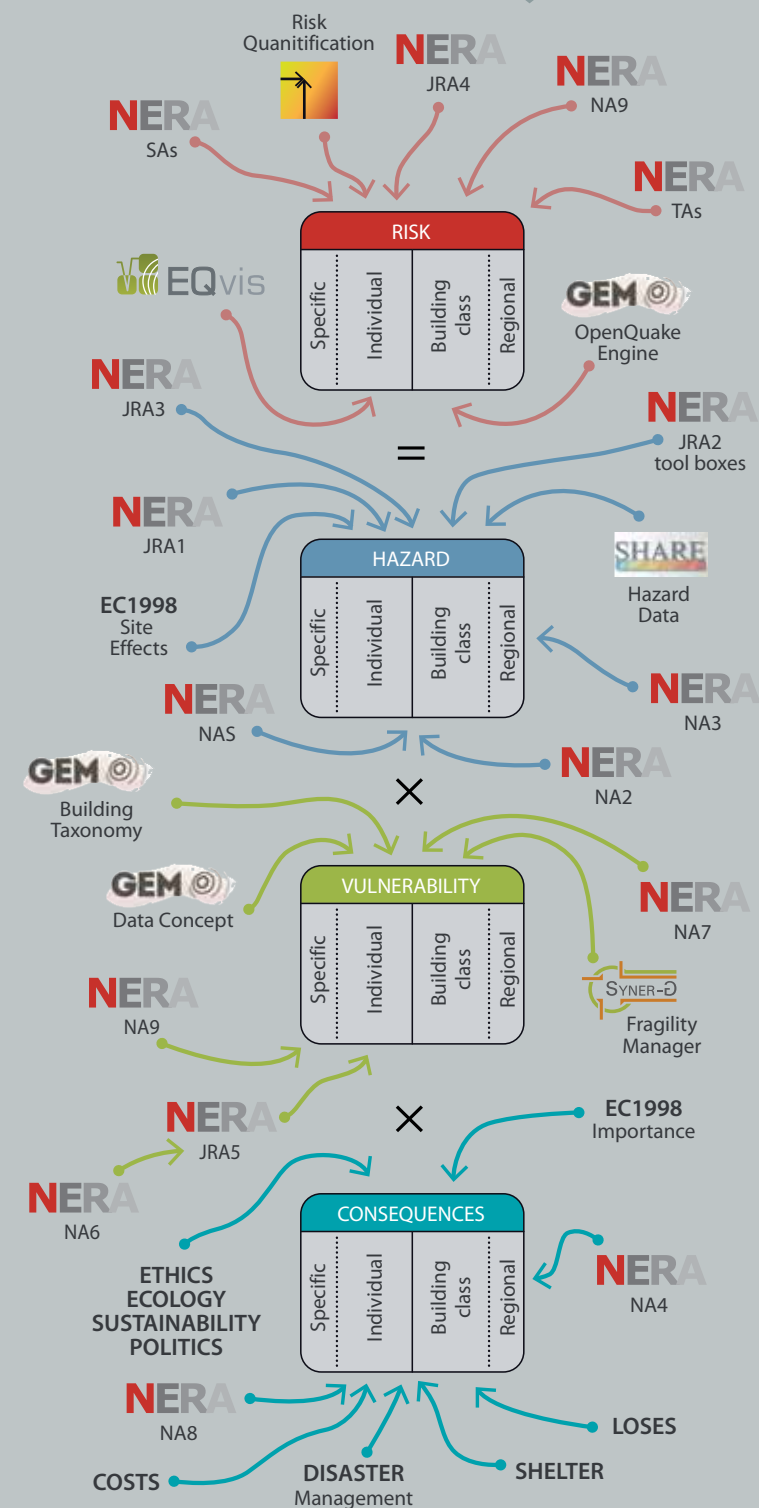 Risk
Quanitification
NERA
JRA4
NERA
NA9
NERA
SAs
NERA
TAs
RISK
Specific
Individual
Building
class
Regional
EQvis
GEM
OpenQuake
Engine
NERA
JRA3
NERA
JRA2
tool boxes
=
NERA
JRA1
HAZARD
Specific
Individual
Building
class
Regional
SHARE
Hazard
Data
EC1998
Site
Effects
NERA
NA3
NERA
NAS
NERA
NA2
×
GEM
Building
Taxonomy
GEM
Data Concept
VULNERABILITY
Specific
Individual
Building
class
Regional
NERA
NA7
SYNER-G
Fragility
Manager
NERA
NA9
×
NERA
JRA5
EC1998
Importance
NERA
NA6
CONSEQUENCES
Specific
Individual
Building
class
Regional
ETHICS
ECOLOGY
SUSTAINABILITY
POLITICS
NERA
NA4
NERA
NA8
LOSES
COSTS
DISASTER
Management
SHELTER